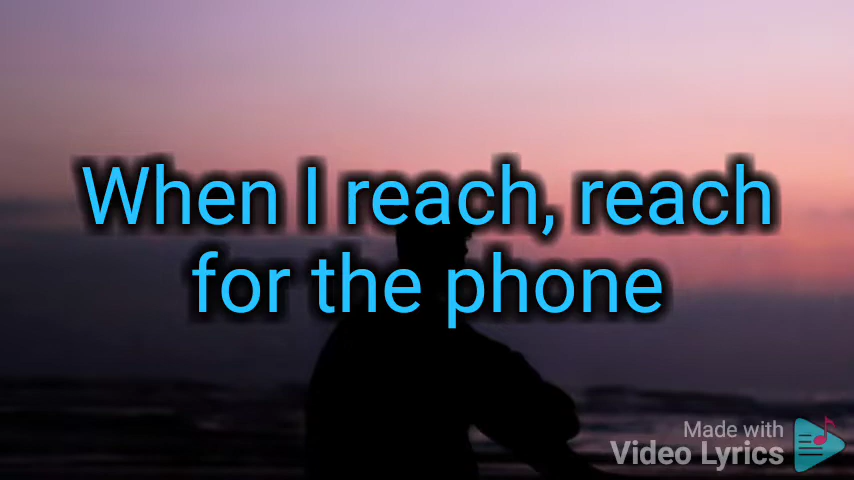 When I reach, reach
for the phone
Made with
Video Lyrics